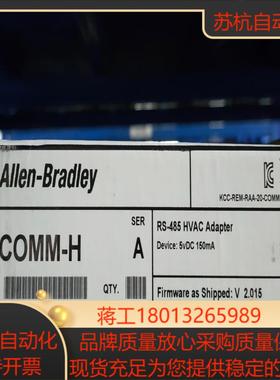 苏杭自动
Allen-Bradley
KCC-REM-RAA-20-COMM
SER
COMM-H
A
RS-485 HVAC Adapter
Device: 5vDC 150mA
QTY.
Firmware as Shipped: V 2.015
蒋工18013265989
自动化
品牌质量放心采购质量保
开票
现货充足为您提供稳定的